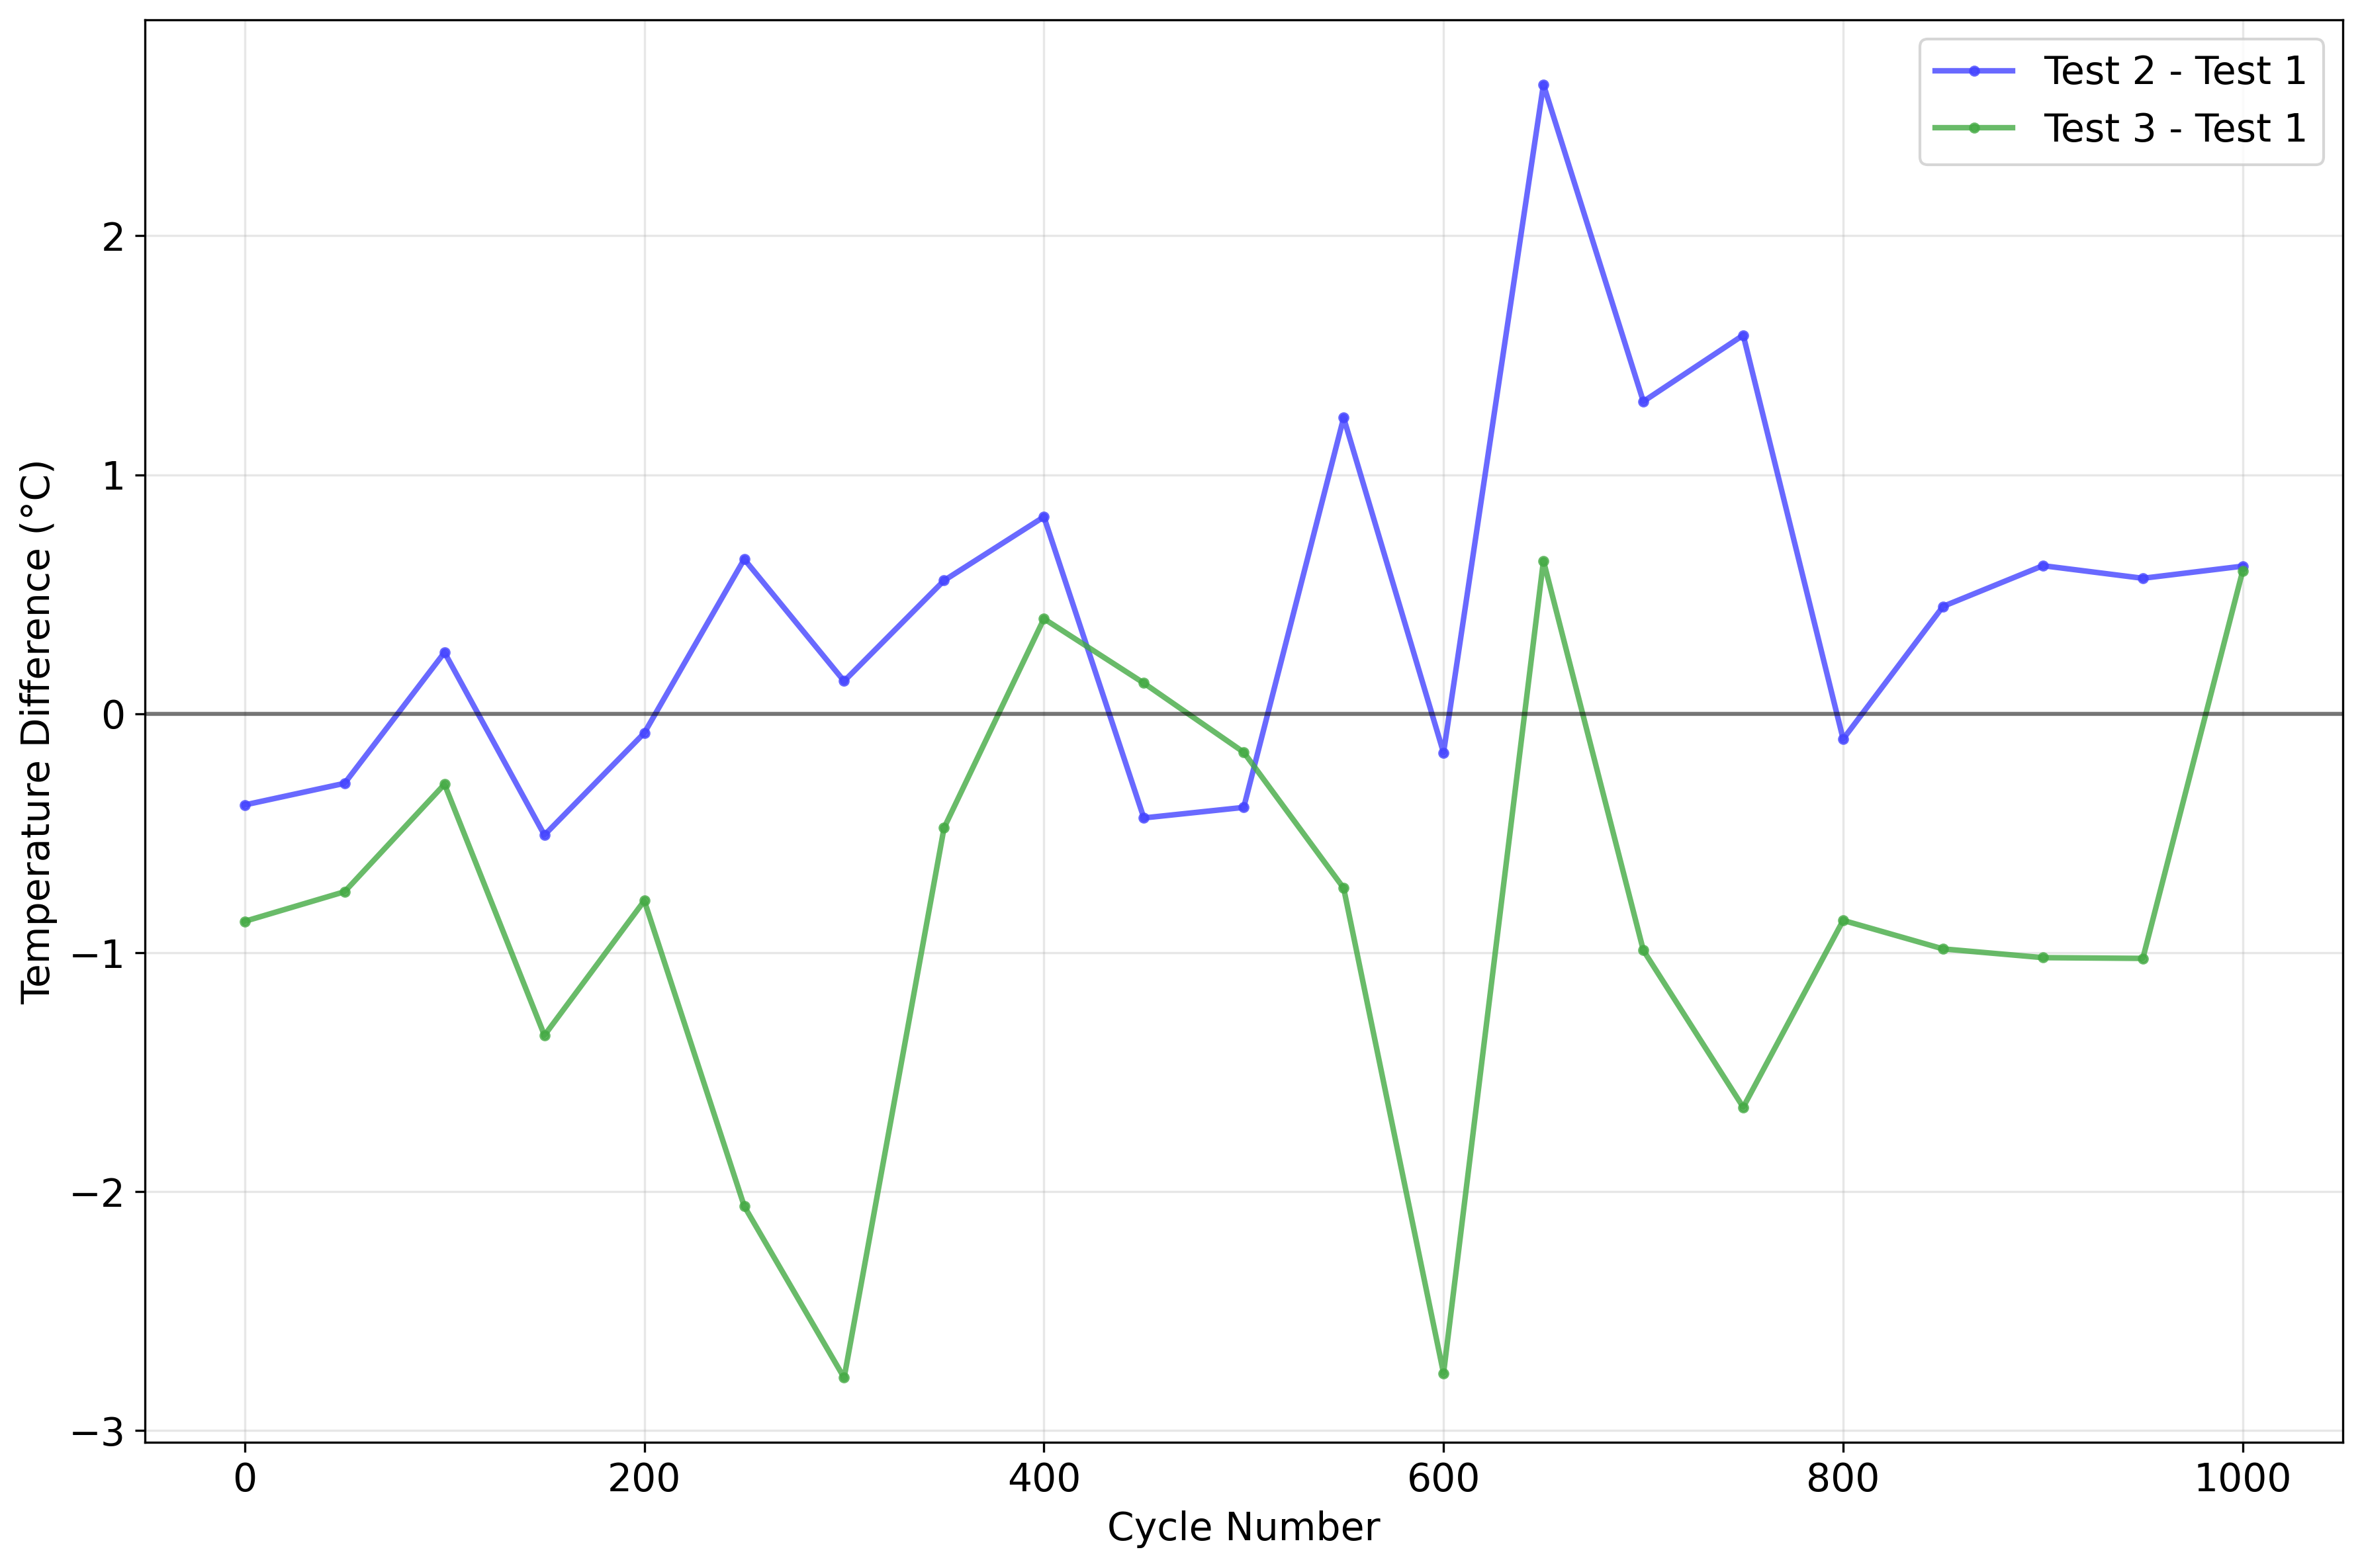 Test 2 - Test 1
Test 3 - Test 1
Temperature Difference (°C)
2
1
0
−1
−2
−3
0 200 400 600 800 1000
Cycle Number